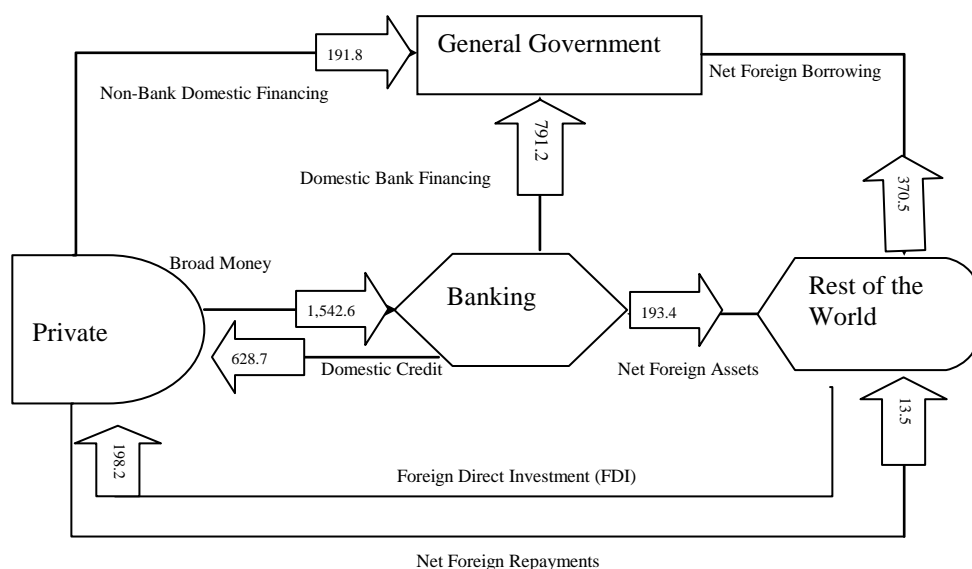 191.8
General Government
Net Foreign Borrowing
Non-Bank Domestic Financing
791.2
Domestic Bank Financing
370.5
Broad Money
Banking
Rest of the
World
Private
1,542.6
193.4
628.7
Domestic Credit
Net Foreign Assets
13.5
198.2
Foreign Direct Investment (FDI)
Net Foreign Repayments